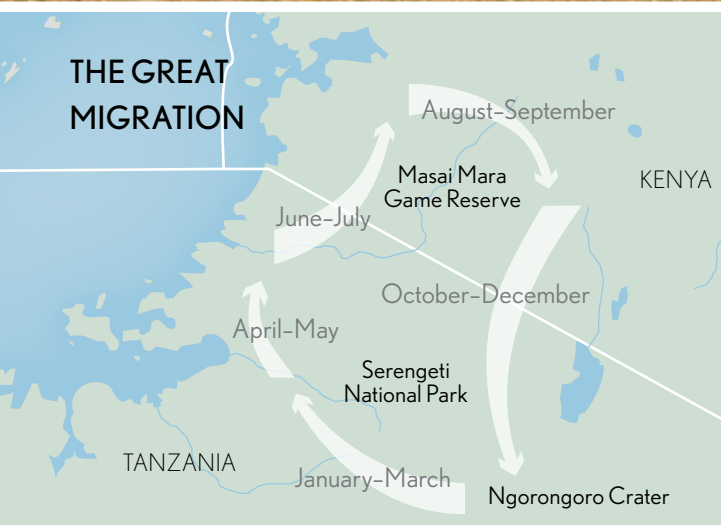 THE GREAT
MIGRATION
August–September
Masai Mara
Game Reserve
KENYA
June–July
October–December
April–May
Serengeti
National Park
TANZANIA
January–March
Ngorongoro Crater